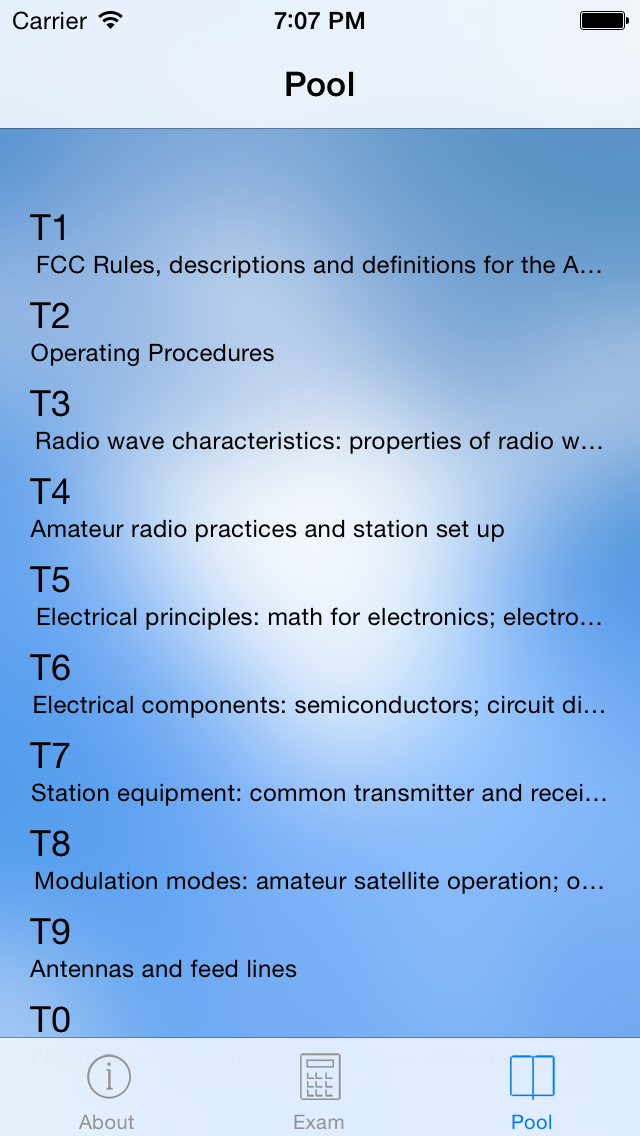 Carrier 7:07 PM
Pool
T1
FCC Rules, descriptions and definitions for the A...
T2
Operating Procedures
T3
Radio wave characteristics: properties of radio w...
T4
Amateur radio practices and station set up
T5
Electrical principles: math for electronics; electro...
T6
Electrical components: semiconductors; circuit di...
T7
Station equipment: common transmitter and recei...
T8
Modulation modes: amateur satellite operation; o...
T9
Antennas and feed lines
T0
About Exam Pool